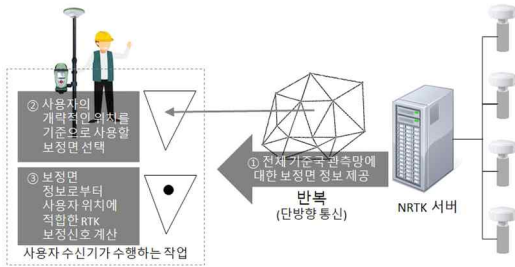 ② 사용자의
개략적인 위치를
기준으로 사용할
보정면 선택
① 전체 기준국 관측망에
대한 보정면 정보 제공
③ 보정면
정보로부터
사용자 위치에
적합한 RTK
보정신호 계산
반복
(단방향 통신)
NRTK 서버
사용자 수신기가 수행하는 작업